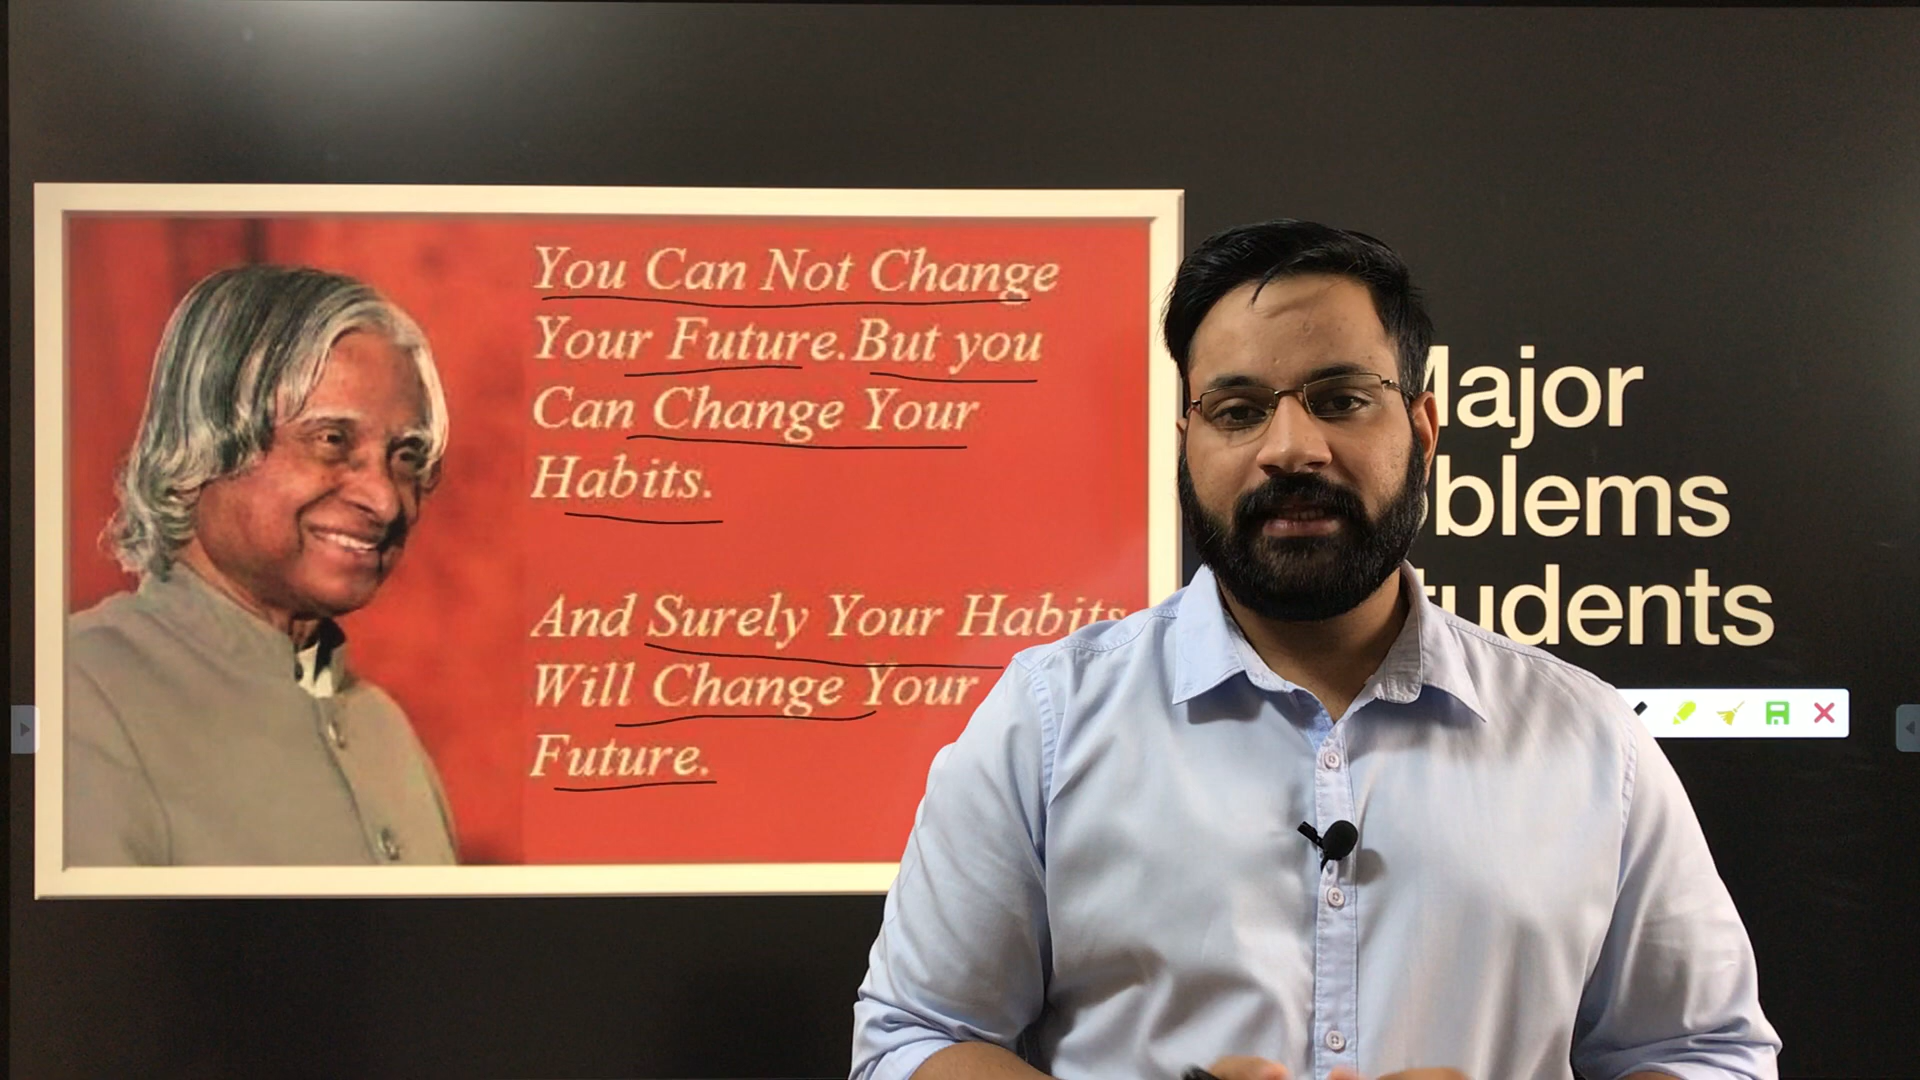 You Can Not Change
Your Future.But you
Can Change Your
Habits.
And Surely Your Habits
Will Change Your
Future.
Major
blems
tudents